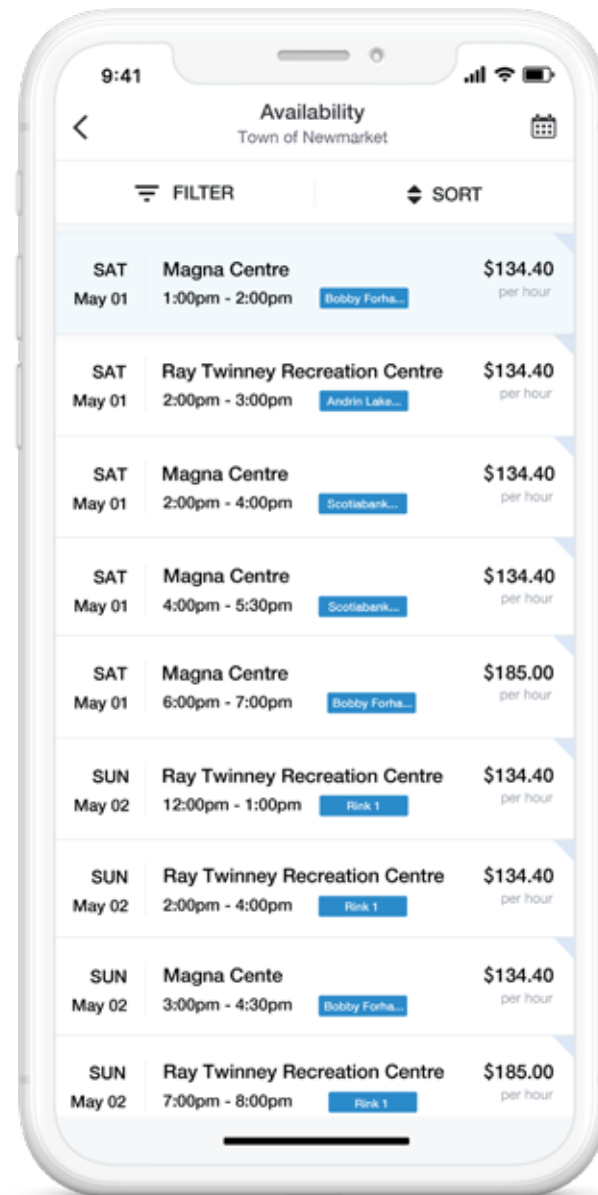 9:41
Availability
Town of Newmarket
FILTER
SORT
SAT Magna Centre $134.40
May 01 1:00pm - 2:00pm Bobby Forha... per hour
SAT Ray Twinney Recreation Centre $134.40
May 01 2:00pm - 3:00pm Andrin Lake... per hour
SAT Magna Centre $134.40
May 01 2:00pm - 4:00pm Scotiabank... per hour
SAT Magna Centre $134.40
May 01 4:00pm - 5:30pm Scotiabank... per hour
SAT Magna Centre $185.00
May 01 6:00pm - 7:00pm Bobby Forha... per hour
SUN Ray Twinney Recreation Centre $134.40
May 02 12:00pm - 1:00pm Rink 1 per hour
SUN Ray Twinney Recreation Centre $134.40
May 02 2:00pm - 4:00pm Rink 1 per hour
SUN Magna Cente $134.40
May 02 3:00pm - 4:30pm Bobby Forha... per hour
SUN Ray Twinney Recreation Centre $185.00
May 02 7:00pm - 8:00pm Rink 1 per hour